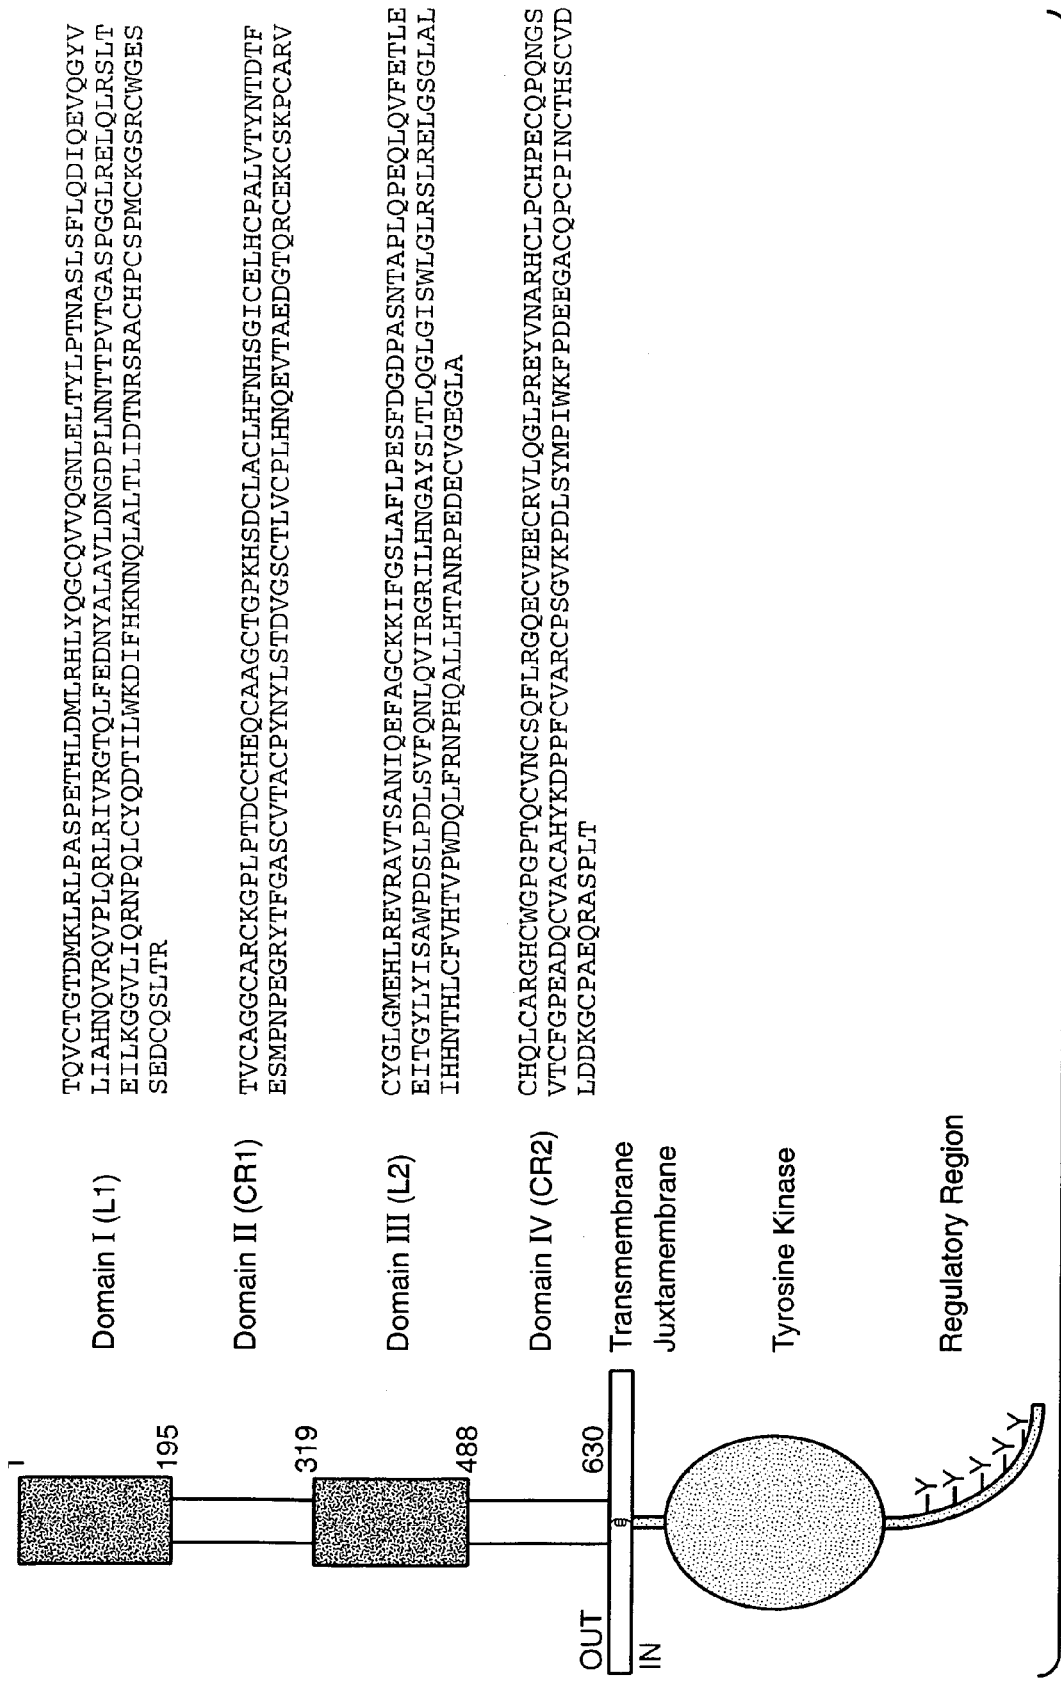 1
195
319
488
630
OUT
IN
Domain I (L1)
TQVCTGTDMKLRLPASPETHLDMLRHLYQGCQVVQGNLELTYLPTNASLSFLQDIQEVQGYV
LIAHNQVRQVPLQRLRIVRGTQLFEDNYALAVLDNGDPLNNTTPVTGASPGGLRELQLRSLT
EILKGGVLIQRNPQLCYQDTILWKDIFHKNNQLALTLIDTNRSRACHPCSPMCKGSRCWGES
SEDCQSLTR
Domain II (CR1)
TVCAGGCARCKGPLPTDCCHEQCAAGCTGPKHSDCLACLHFNHSGICELHCPALVTYNTDTF
ESMPNPEGRYTFGASCVTACPYNYLSTDVGSCTLVCPLHNQEVTAEDGTQRCEKCSKPCARV
Domain III (L2)
CYGLGMEHLREVRAVTSANIQEFAGCKKIFGSLAFLPESFDGDPASNTAPLQPEQLQVFETLE
EITGYLYISAWPDSLPDLSVFQNLQVIRGRILHNGAYSLTLQGLGISWLGLRSLRELGSGLAL
IHHNTHLCFVHTVPWDQLFRNPHQALLHTANRPEDECVGEGLA
Domain IV (CR2)
CHQLCARGHCWGPGPTQCVNCSQFLRGQECVEECRVLQGLPREYVNARHCLPCHPECQPQNGS
VTCFGPEADQCVACAHYKDPPFCVARCPSGVKPDLSYMPIWKFPDEEGACQPCPINCTHSCVD
LDDKGCPAEQRASPLT
Transmembrane
Juxtamembrane
Tyrosine Kinase
Regulatory Region
Y
Y
Y
Y
Y